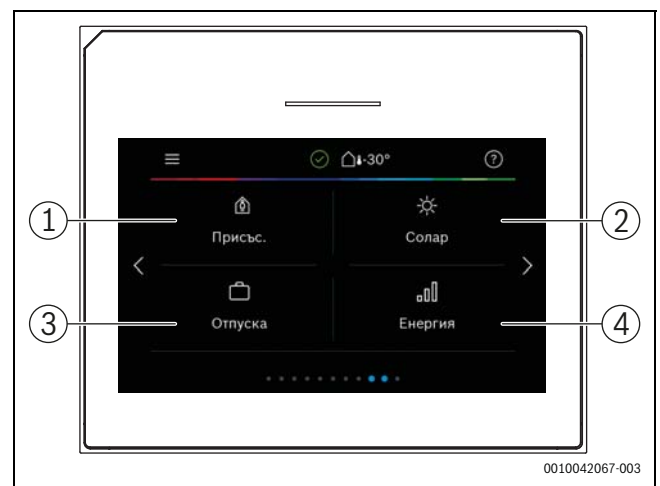 -30°
?
1
Присъс.
Солар
2
3
Отпуска
Енергия
4
0010042067-003